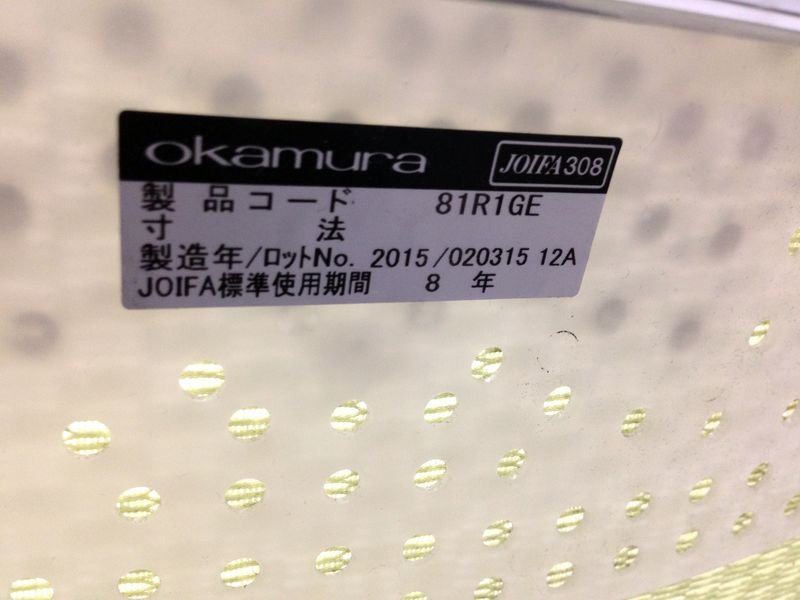 okamura JOIFA308
製品コード 81R1GE
寸法
製造年/ロットNo. 2015/020315 12A
JOIFA標準使用期間 8 年